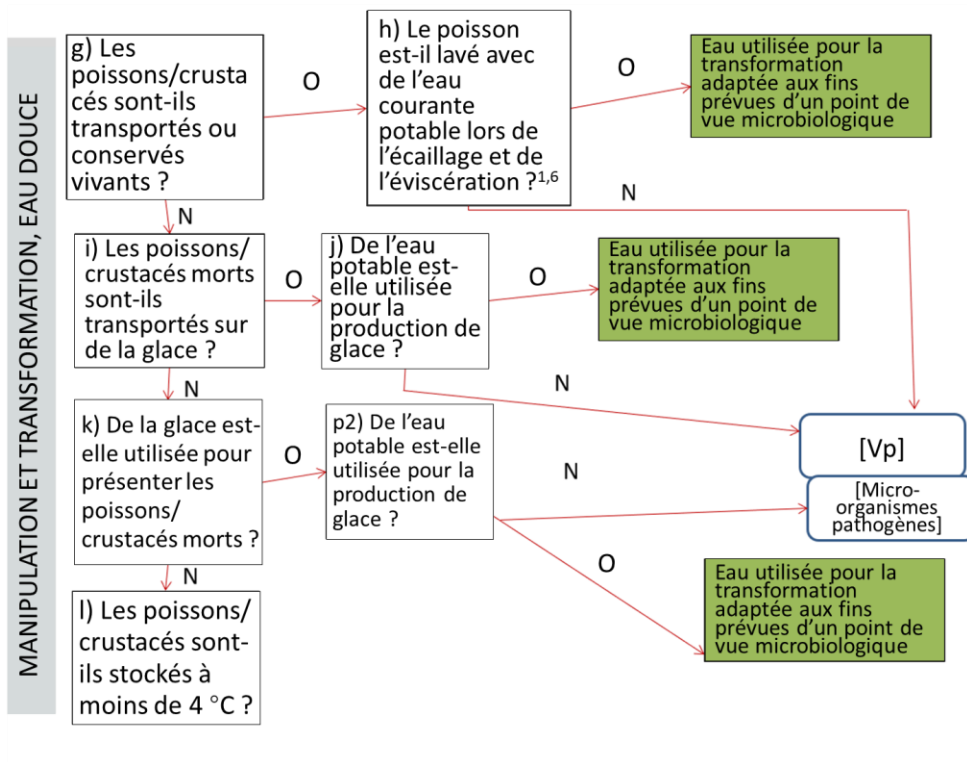 MANIPULATION ET TRANSFORMATION, EAU DOUCE
g) Les
poissons/crusta
cés sont-ils
transportés ou
conservés
vivants ?
O
h) Le poisson
est-il lavé avec
de l’eau
courante
potable lors de
l’écaillage et de
l’éviscération ?1,6
O
Eau utilisée pour la
transformation
adaptée aux fins
prévues d’un point de
vue microbiologique
N
N
i) Les poissons/
crustacés morts
sont-ils
transportés sur
de la glace ?
O
j) De l’eau
potable est-
elle utilisée
pour la
production de
glace ?
O
Eau utilisée pour la
transformation
adaptée aux fins
prévues d’un point de
vue microbiologique
N
N
k) De la glace est-
elle utilisée pour
présenter les
poissons/
crustacés morts ?
O
p2) De l’eau
potable est-elle
utilisée pour la
production de
glace ?
N
[Vp]
[Micro-
organismes
pathogènes]
O
Eau utilisée pour la
transformation
adaptée aux fins
prévues d’un point de
vue microbiologique
N
l) Les poissons/
crustacés sont-
ils stockés à
moins de 4 °C ?